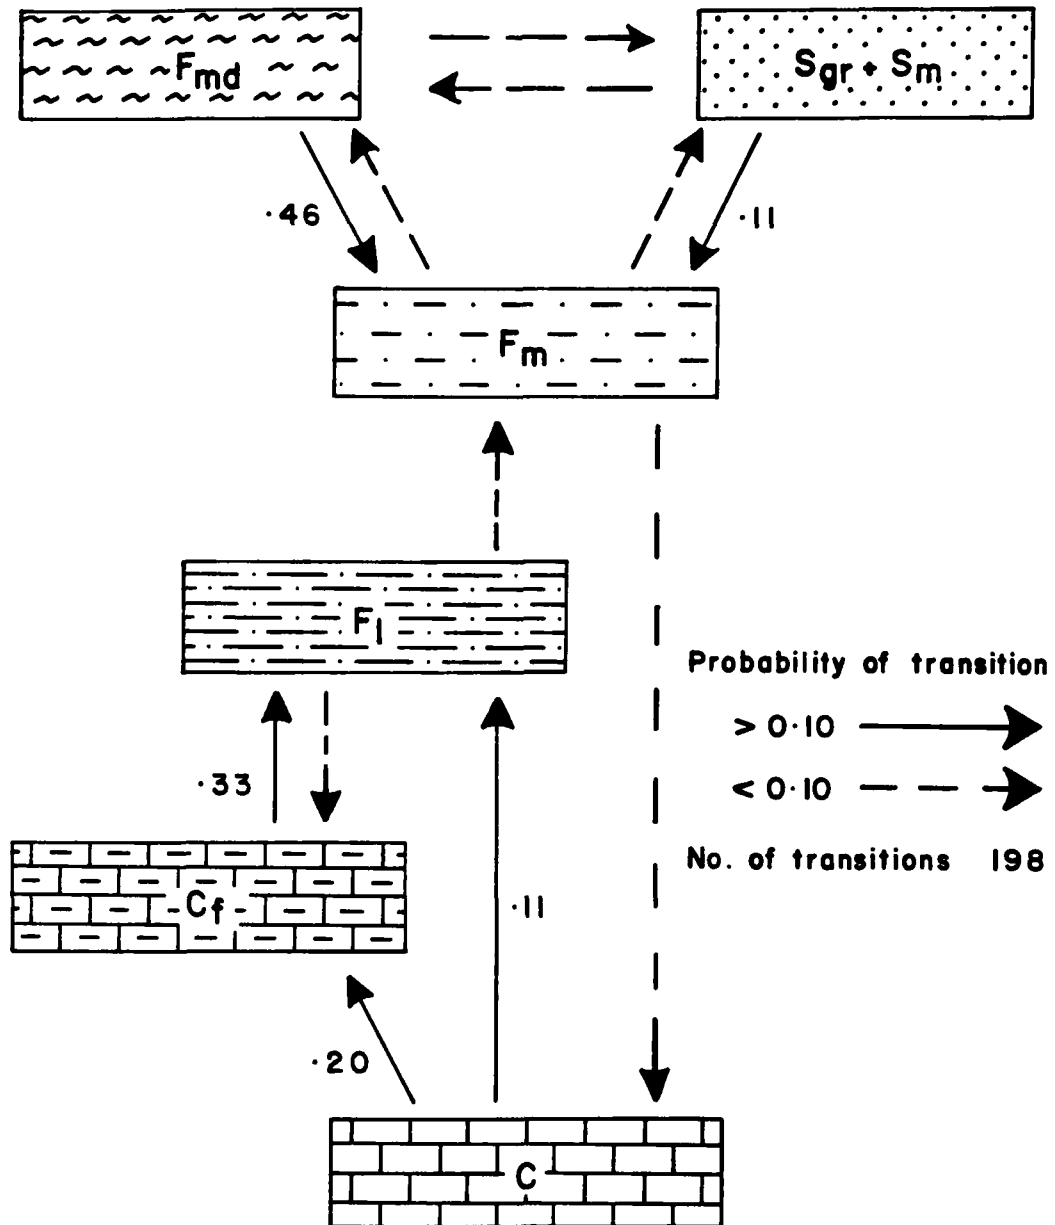 Fmd
Sgr + Sm
·46
·11
Fm
Fl
Probability of transition
> 0·10
< 0·10
No. of transitions 198
·33
Cf
·11
·20
C